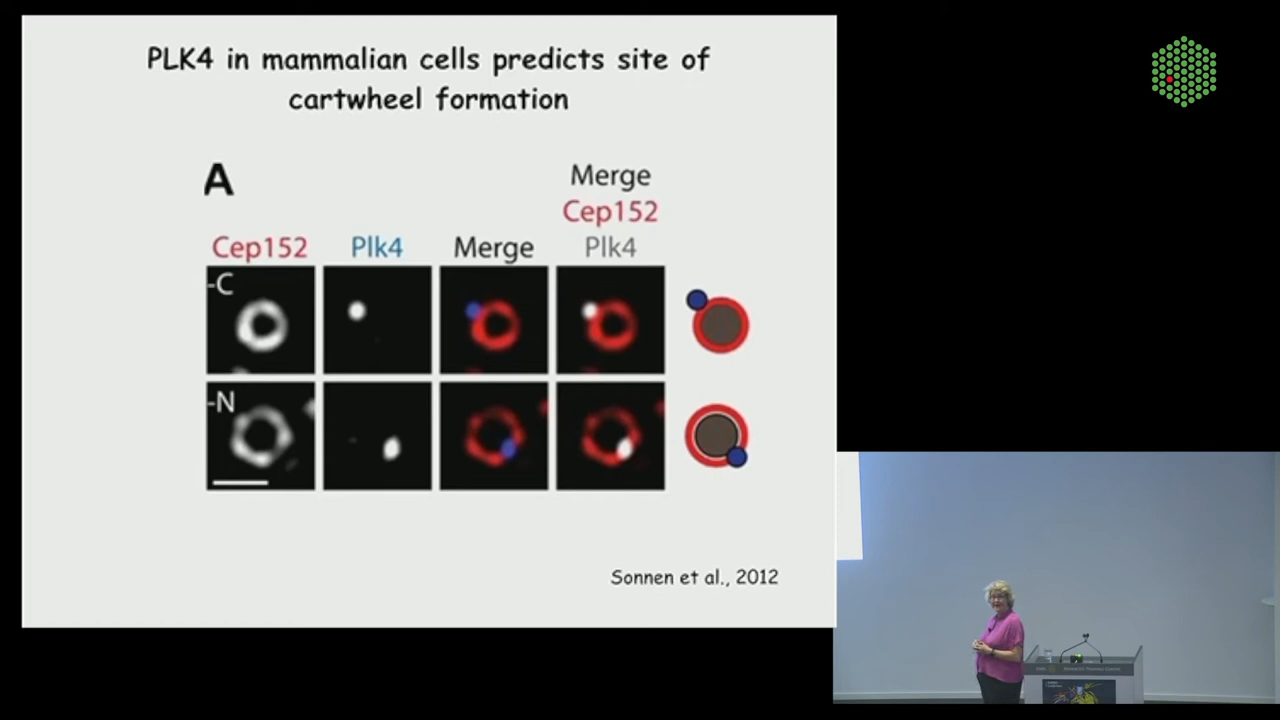 PLK4 in mammalian cells predicts site of
cartwheel formation
A
Merge
Cep152
Cep152 Plk4 Merge Plk4
-C
-N
Sonnen et al., 2012